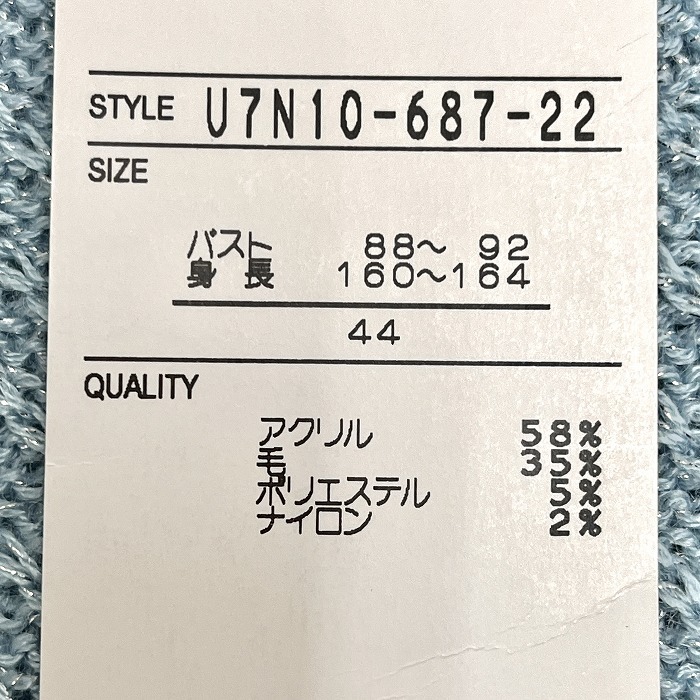 STYLE U7N10-687-22
SIZE
バスト 88〜 92
身 長 160〜164
44
QUALITY
アクリル 58%
毛 35%
ポリエステル 5%
ナイロン 2%